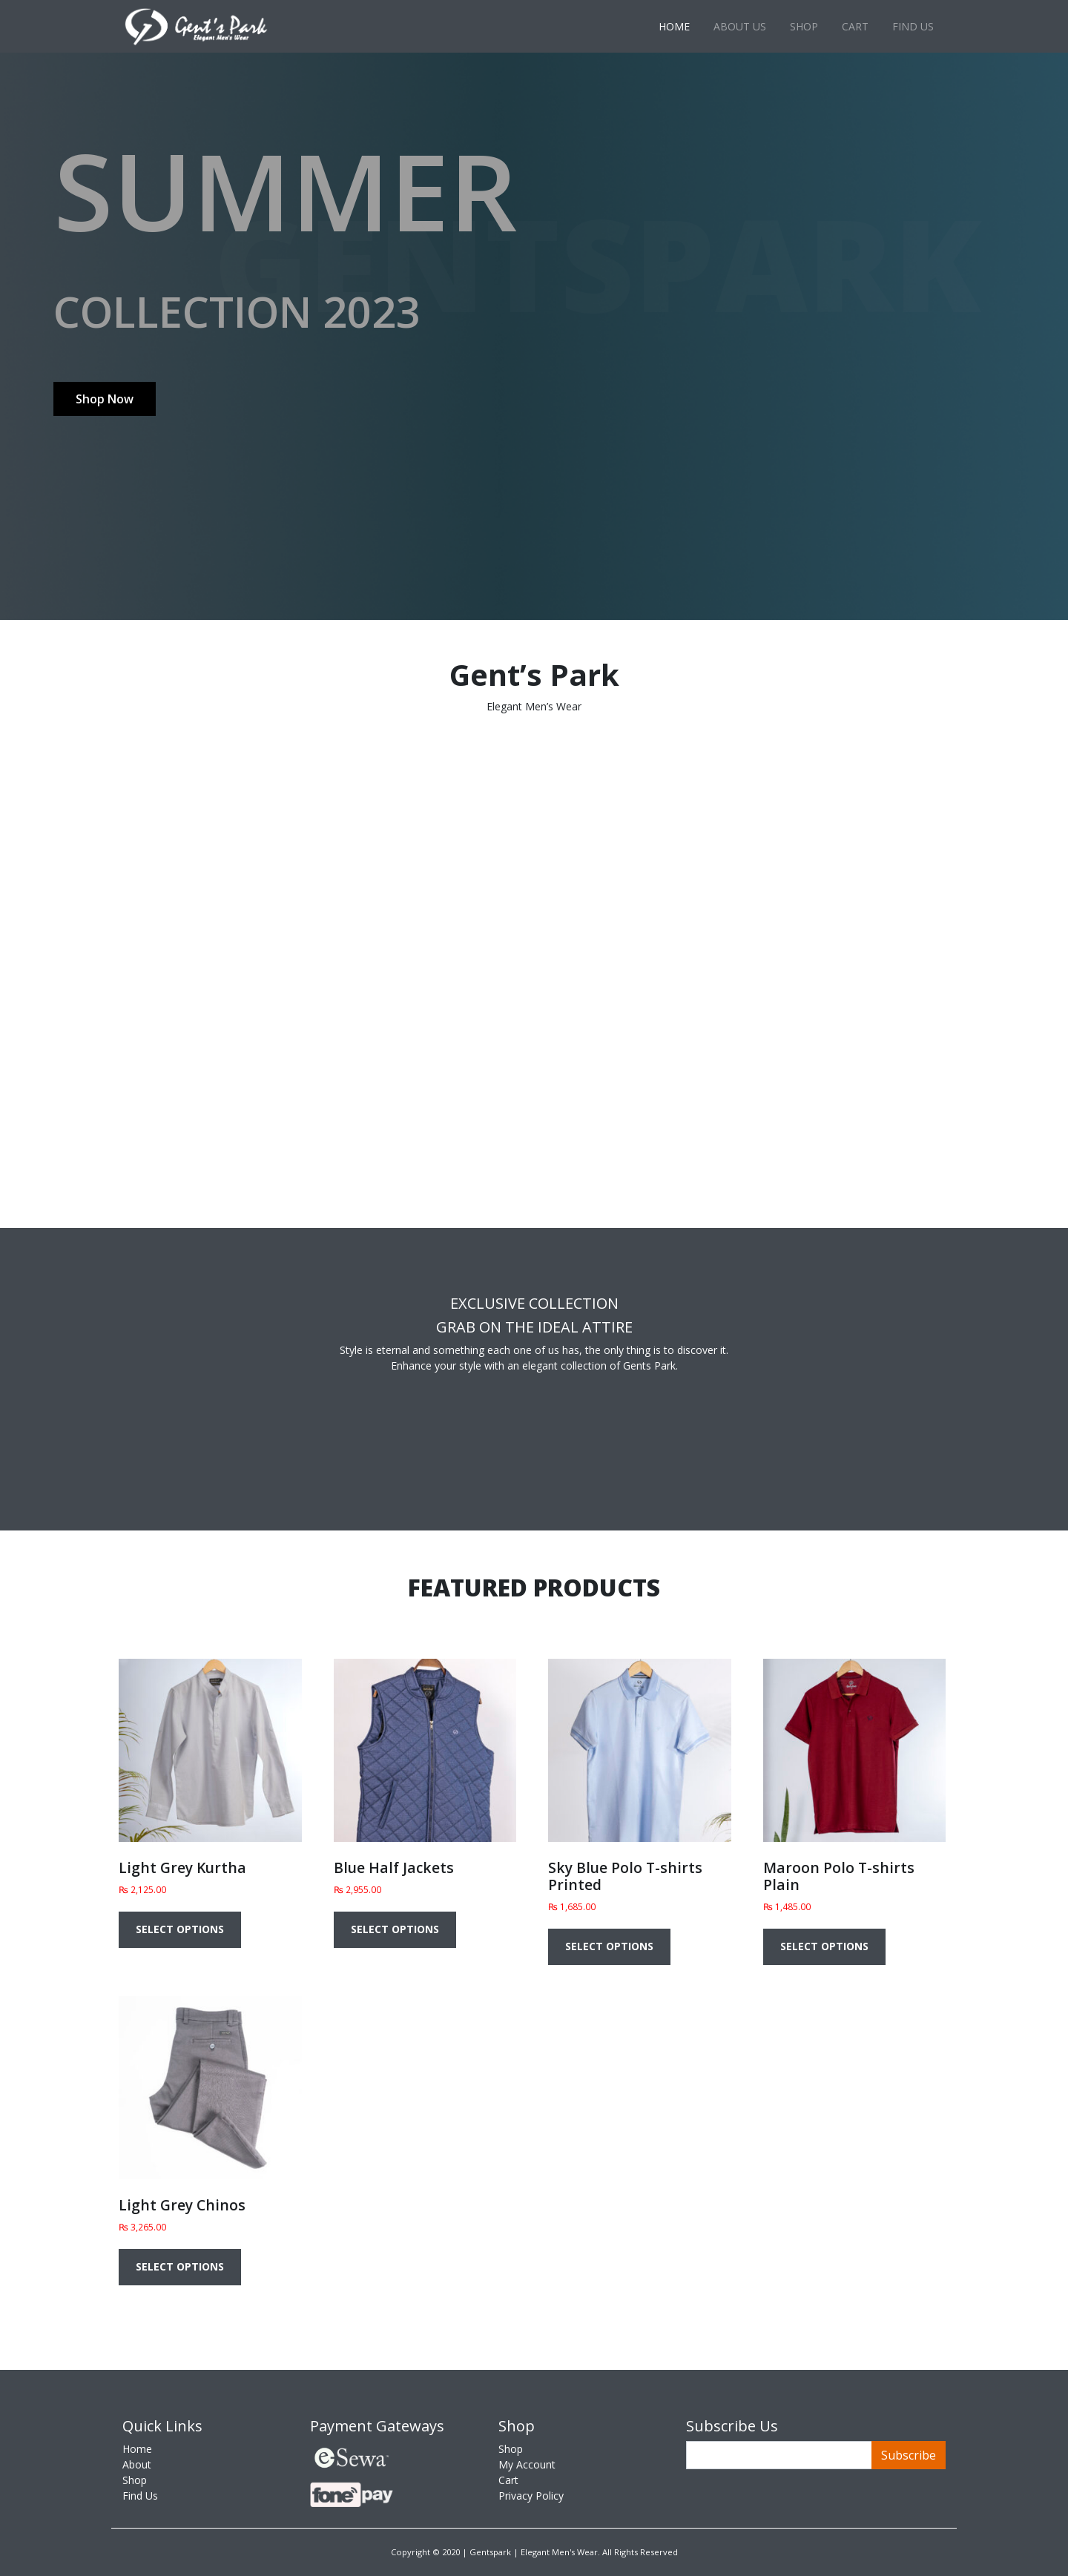 Gent's Park
Elegant Men's Wear
HOME ABOUT US SHOP CART FIND US
SUMMER
GENTSPARK
COLLECTION 2023
Shop Now
Gent’s Park
Elegant Men’s Wear
EXCLUSIVE COLLECTION
GRAB ON THE IDEAL ATTIRE
Style is eternal and something each one of us has, the only thing is to discover it.
Enhance your style with an elegant collection of Gents Park.
FEATURED PRODUCTS
Light Grey Kurtha
₨ 2,125.00
SELECT OPTIONS
Blue Half Jackets
₨ 2,955.00
SELECT OPTIONS
Sky Blue Polo T-shirts
Printed
₨ 1,685.00
SELECT OPTIONS
Maroon Polo T-shirts
Plain
₨ 1,485.00
SELECT OPTIONS
Light Grey Chinos
₨ 3,265.00
SELECT OPTIONS
Quick Links
Home
About
Shop
Find Us
Payment Gateways
eSewa
fonepay
Shop
Shop
My Account
Cart
Privacy Policy
Subscribe Us
Subscribe
Copyright © 2020 | Gentspark | Elegant Men's Wear. All Rights Reserved